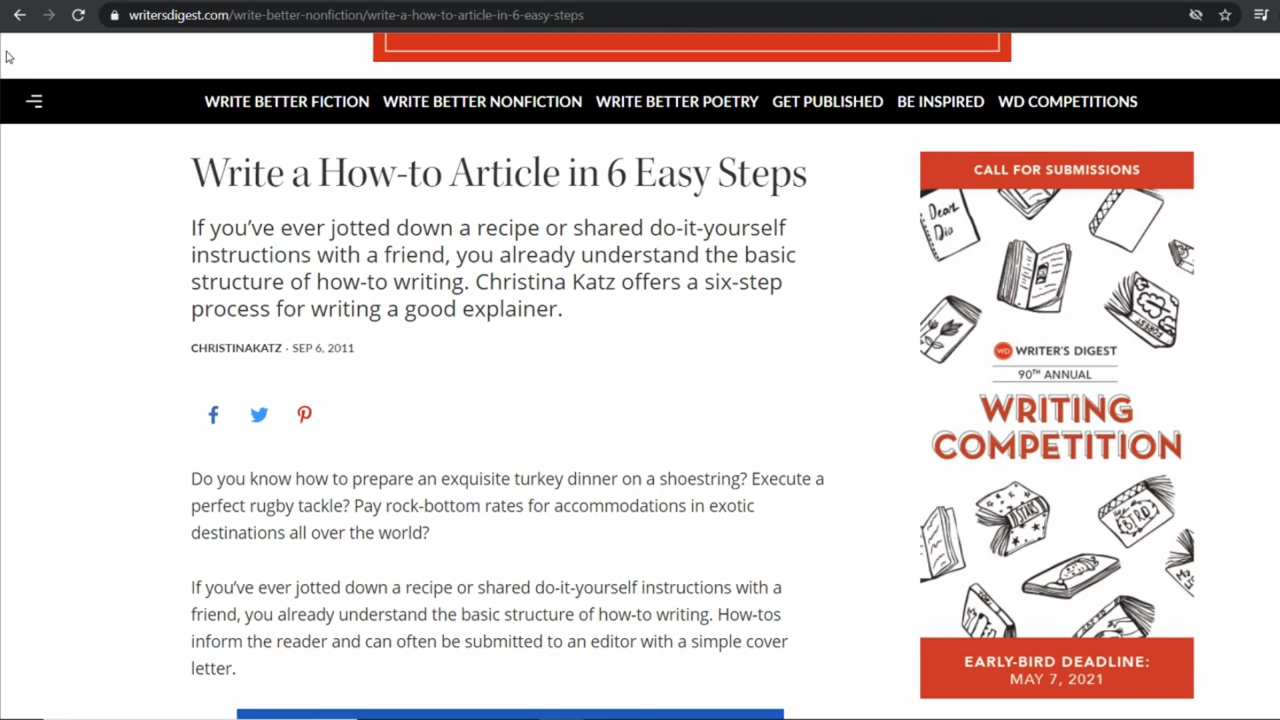 writersdigest.com/write-better-nonfiction/write-a-how-to-article-in-6-easy-steps
WRITE BETTER FICTION WRITE BETTER NONFICTION WRITE BETTER POETRY GET PUBLISHED BE INSPIRED WD COMPETITIONS
Write a How-to Article in 6 Easy Steps
If you've ever jotted down a recipe or shared do-it-yourself
instructions with a friend, you already understand the basic
structure of how-to writing. Christina Katz offers a six-step
process for writing a good explainer.
CHRISTINAKATZ · SEP 6, 2011
Do you know how to prepare an exquisite turkey dinner on a shoestring? Execute a
perfect rugby tackle? Pay rock-bottom rates for accommodations in exotic
destinations all over the world?
If you've ever jotted down a recipe or shared do-it-yourself instructions with a
friend, you already understand the basic structure of how-to writing. How-tos
inform the reader and can often be submitted to an editor with a simple cover
letter.
CALL FOR SUBMISSIONS
Dear
Dia
FOREST
WD WRITER'S DIGEST
90TH ANNUAL
WRITING
COMPETITION
STARS
BIRD
EARLY-BIRD DEADLINE:
MAY 7, 2021